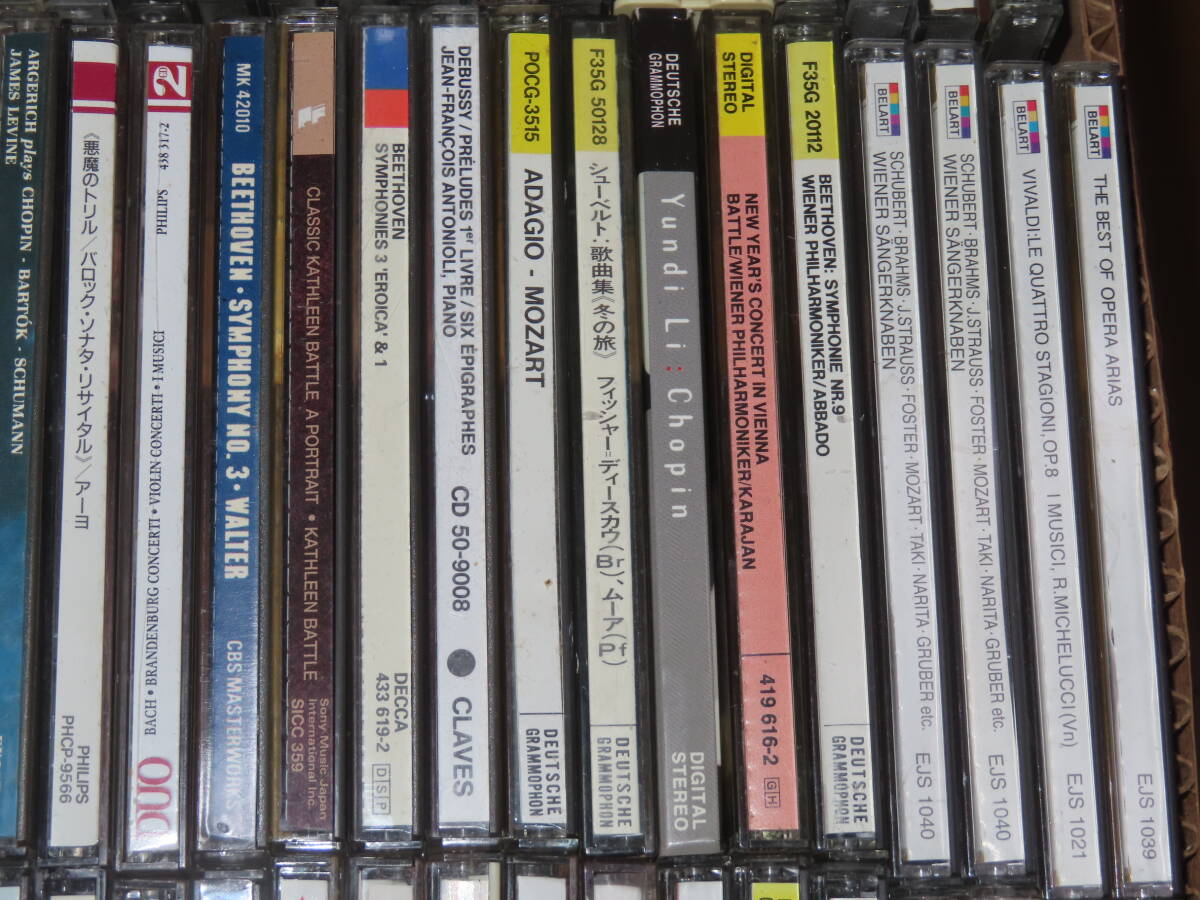 ARGERICH plays CHOPIN · BARTÓK · SCHUMANN
JAMES LEVINE
《悪魔のトリル/バロック・ソナタ・リサイタル》/アーヨ
PHILIPS
PHCP-9566
2
PHILIPS 438 317-2
BACH · BRANDENBURG CONCERTI · VIOLIN CONCERTI · I MUSICI
DUO
MK 42010
BEETHOVEN · SYMPHONY NO. 3 · WALTER
CBS MASTERWORKS
CLASSIC KATHLEEN BATTLE, A PORTRAIT • KATHLEEN BATTLE
Sony Music Japan
International Inc.
SICC 359
BEETHOVEN
SYMPHONIES 3 'EROICA' & 1
DECCA
433 619-2
DSP
DEBUSSY / PRÉLUDES 1er LIVRE / SIX ÉPIGRAPHES
JEAN-FRANÇOIS ANTONIOLI, PIANO
CD 50-9008
CLAVES
POCG-3515
ADAGIO - MOZART
DEUTSCHE
GRAMMOPHON
F35G 50128
シューベルト:歌曲集《冬の旅》 フィッシャー=ディースカウ(Br)、ムーア(Pf)
DEUTSCHE
GRAMMOPHON
DEUTSCHE
GRAMMOPHON
Yundi Li: Chopin
DIGITAL
STEREO
DIGITAL
STEREO
NEW YEAR'S CONCERT IN VIENNA
BATTLE/WIENER PHILHARMONIKER/KARAJAN
419 616-2
GH
F35G 20112
BEETHOVEN: SYMPHONIE NR.9
WIENER PHILHARMONIKER/ABBADO
DEUTSCHE
GRAMMOPHON
BELART
SCHUBERT · BRAHMS · J.STRAUSS · FOSTER · MOZART · TAKI · NARITA · GRUBER etc.
WIENER SÄNGERKNABEN
EJS 1040
BELART
SCHUBERT · BRAHMS · J.STRAUSS · FOSTER · MOZART · TAKI · NARITA · GRUBER etc.
WIENER SÄNGERKNABEN
EJS 1040
BELART
VIVALDI:LE QUATTRO STAGIONI, OP.8 I MUSICI, R.MICHELUCCI (Vn)
EJS 1021
BELART
THE BEST OF OPERA ARIAS
EJS 1039